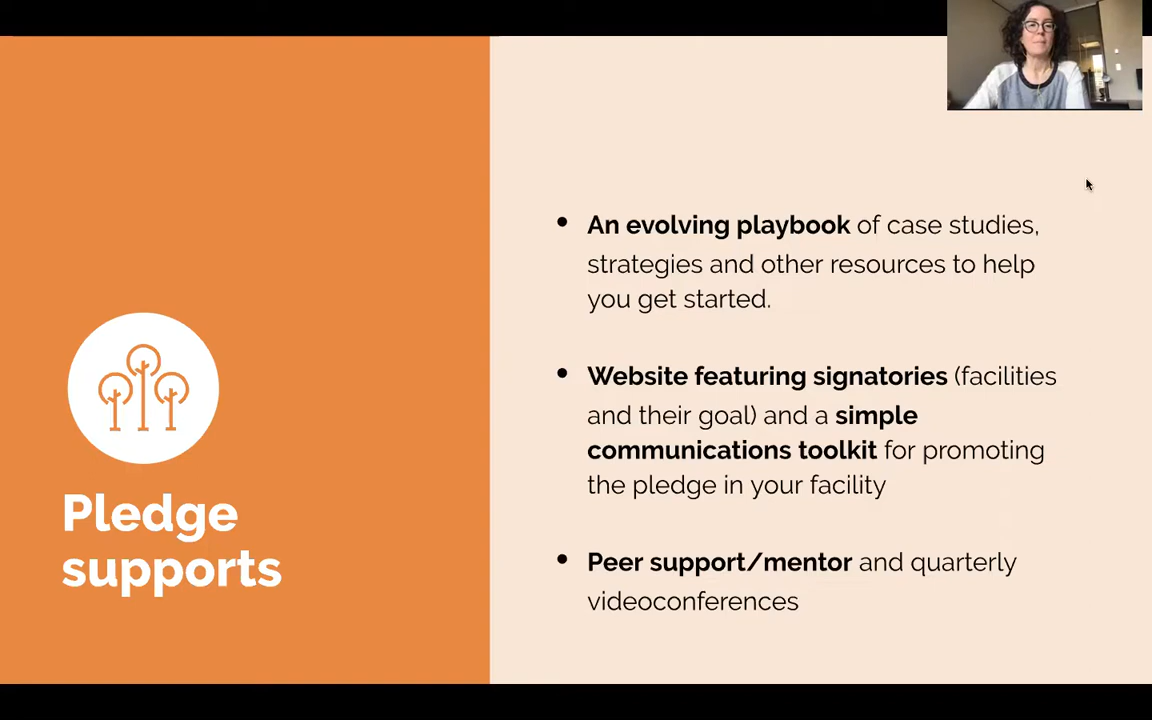 Pledge
supports
• An evolving playbook of case studies,
strategies and other resources to help
you get started.
• Website featuring signatories (facilities
and their goal) and a simple
communications toolkit for promoting
the pledge in your facility
• Peer support/mentor and quarterly
videoconferences